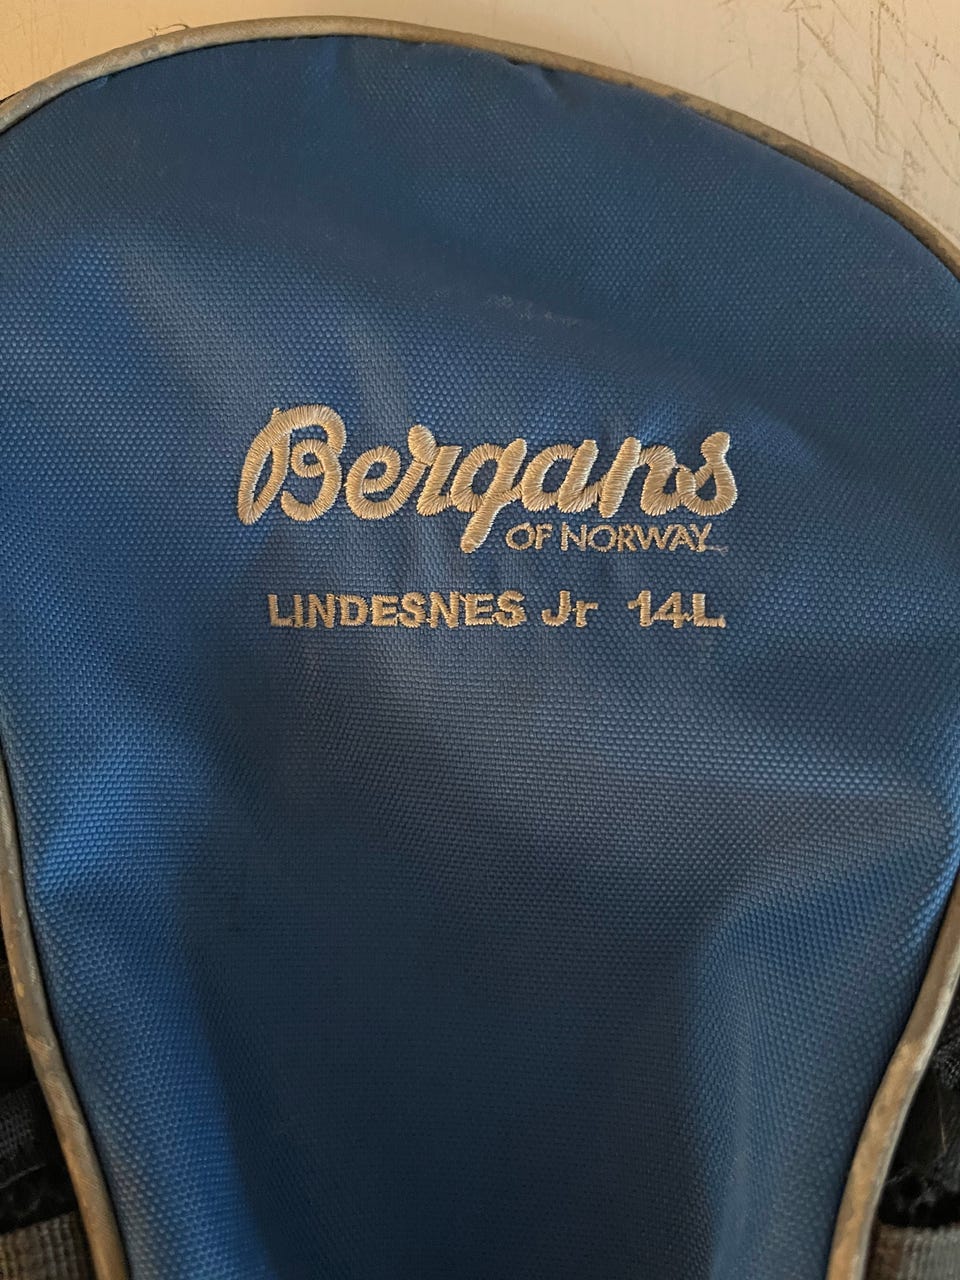 Bergans
OF NORWAY
LINDESNES Jr 14L